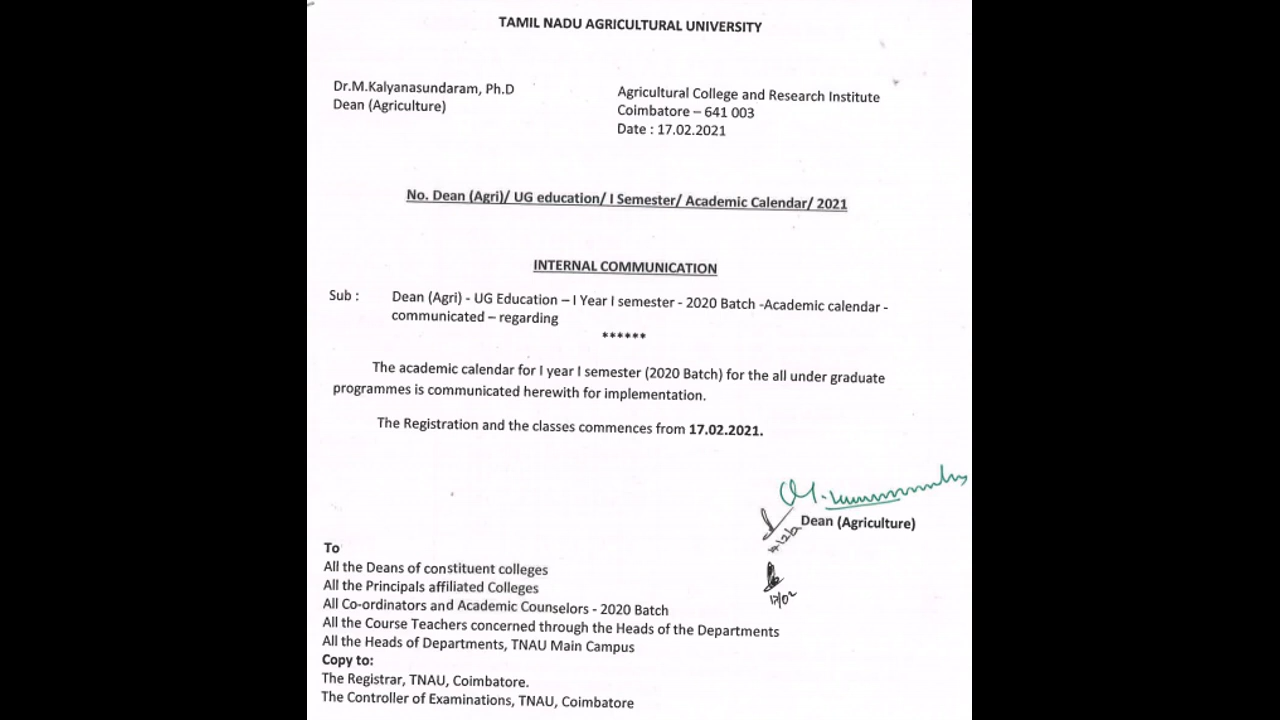 TAMIL NADU AGRICULTURAL UNIVERSITY
Dr.M.Kalyanasundaram, Ph.D
Dean (Agriculture)
Agricultural College and Research Institute
Coimbatore – 641 003
Date : 17.02.2021
No. Dean (Agri)/ UG education/ I Semester/ Academic Calendar/ 2021
INTERNAL COMMUNICATION
Sub : Dean (Agri) - UG Education – I Year I semester - 2020 Batch -Academic calendar -
communicated – regarding
******
The academic calendar for I year I semester (2020 Batch) for the all under graduate
programmes is communicated herewith for implementation.
The Registration and the classes commences from 17.02.2021.
Dean (Agriculture)
17/02
To
All the Deans of constituent colleges
All the Principals affiliated Colleges
All Co-ordinators and Academic Counselors - 2020 Batch
All the Course Teachers concerned through the Heads of the Departments
All the Heads of Departments, TNAU Main Campus
Copy to:
The Registrar, TNAU, Coimbatore.
The Controller of Examinations, TNAU, Coimbatore